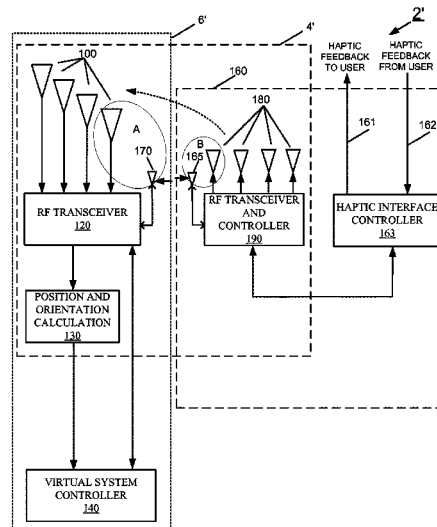 2'
6'
4'
HAPTIC
FEEDBACK
TO USER
HAPTIC
FEEDBACK
FROM USER
100
160
180
A
B
170
165
161
162
RF TRANSCEIVER
120
RF TRANSCEIVER
AND
CONTROLLER
190
HAPTIC INTERFACE
CONTROLLER
163
POSITION AND
ORIENTATION
CALCULATION
130
VIRTUAL SYSTEM
CONTROLLER
140